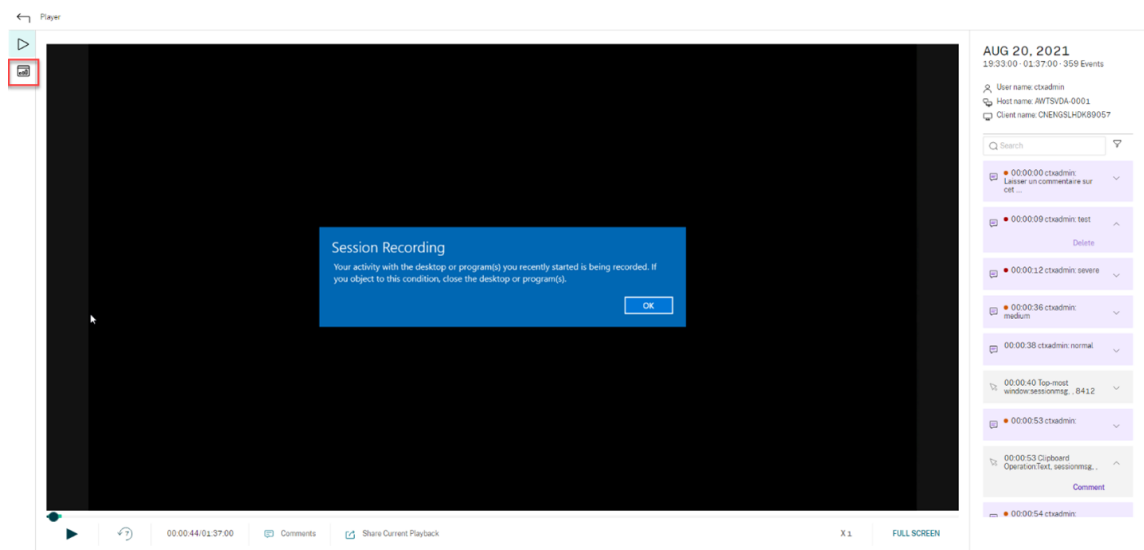 Player
AUG 20, 2021
19:33:00 - 01:37:00 - 359 Events
User name: ctxadmin
Host name: AWTSVDA-0001
Client name: CNENGSLHDK89057
Search
00:00:00 ctxadmin:
Laisser un commentaire sur
cet ...
00:00:09 ctxadmin: test
Delete
00:00:12 ctxadmin: severe
00:00:36 ctxadmin:
medium
00:00:38 ctxadmin: normal
00:00:40 Top-most
window:sessionmsg, , 8412
00:00:53 ctxadmin:
00:00:53 Clipboard
Operation:Text, sessionmsg, .
Comment
00:00:54 ctxadmin:
Session Recording
Your activity with the desktop or program(s) you recently started is being recorded. If
you object to this condition, close the desktop or program(s).
OK
00:00:44/01:37:00
Comments
Share Current Playback
X 1
FULL SCREEN